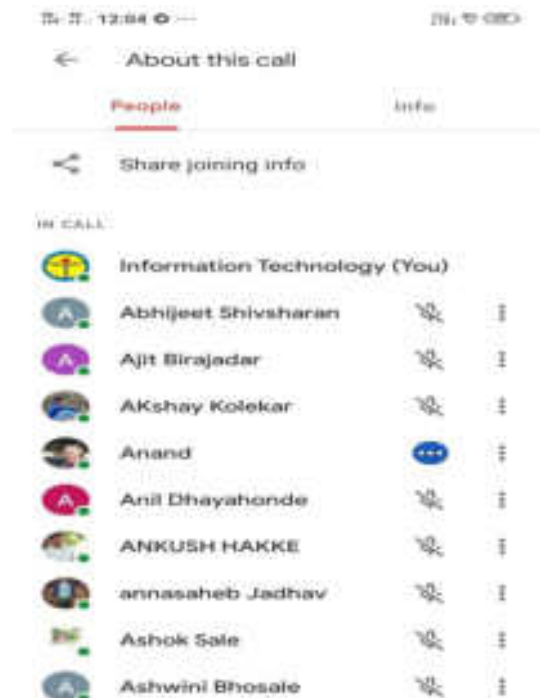 12:04
About this call
People Info
Share joining info
IN CALL
Information Technology (You)
A Abhijeet Shivsharan
A Ajit Birajadar
AKshay Kolekar
Anand
A Anil Dhayahonde
ANKUSH HAKKE
annasaheb Jadhav
Ashok Sale
A Ashwini Bhosale